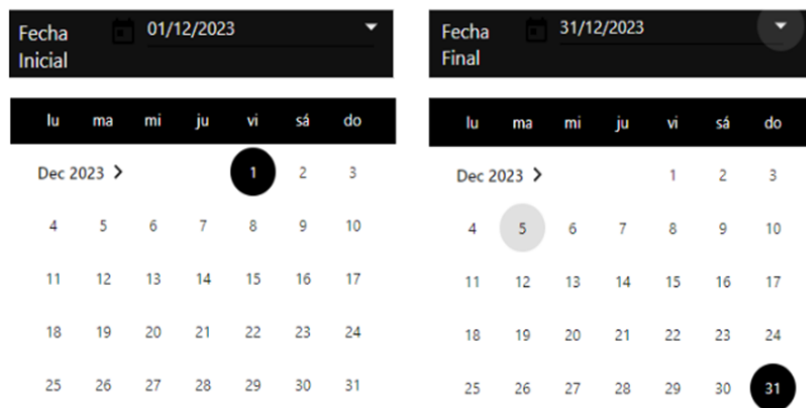 Fecha Inicial
01/12/2023
lu ma mi ju vi sá do
Dec 2023 1 2 3
4 5 6 7 8 9 10
11 12 13 14 15 16 17
18 19 20 21 22 23 24
25 26 27 28 29 30 31
Fecha Final
31/12/2023
lu ma mi ju vi sá do
Dec 2023 1 2 3
4 5 6 7 8 9 10
11 12 13 14 15 16 17
18 19 20 21 22 23 24
25 26 27 28 29 30 31